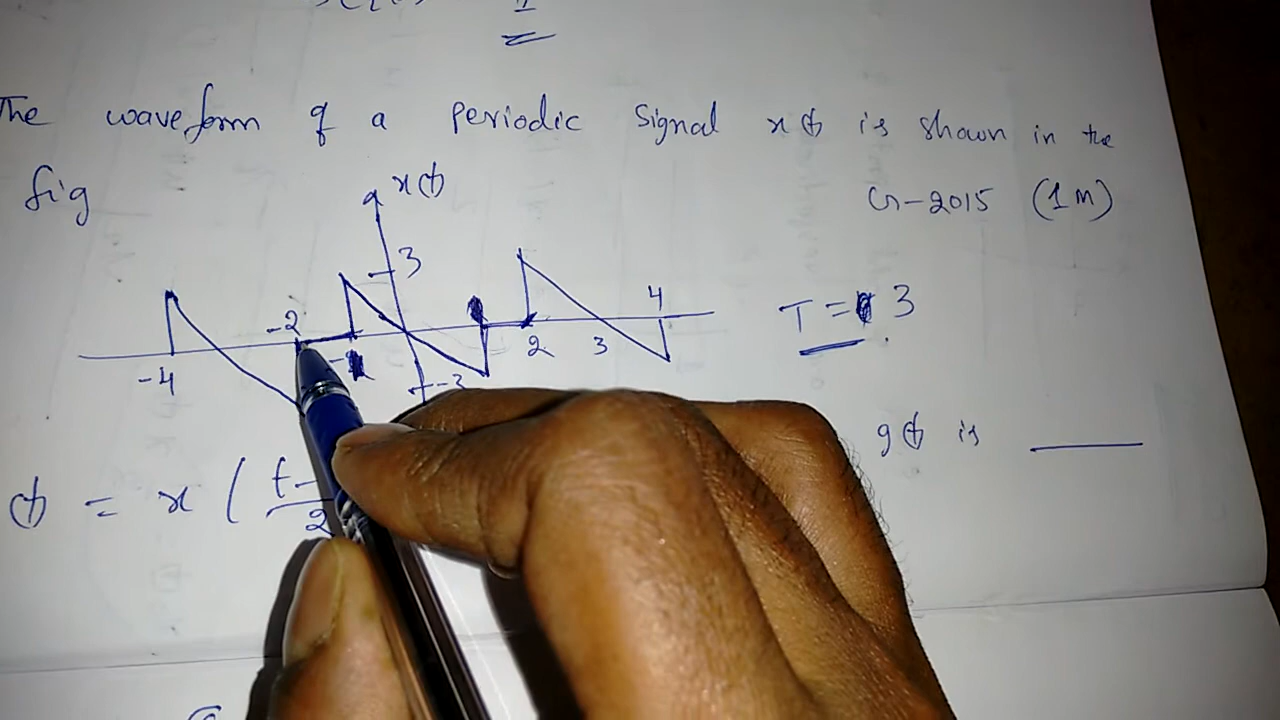 The waveform of a periodic signal x(t) is shown in the
fig
G-2015 (1M)
x(t)
3
-2
-4
-1
2
3
4
-3
T = 3
g(t) is ____
(t) = x ( t-
2